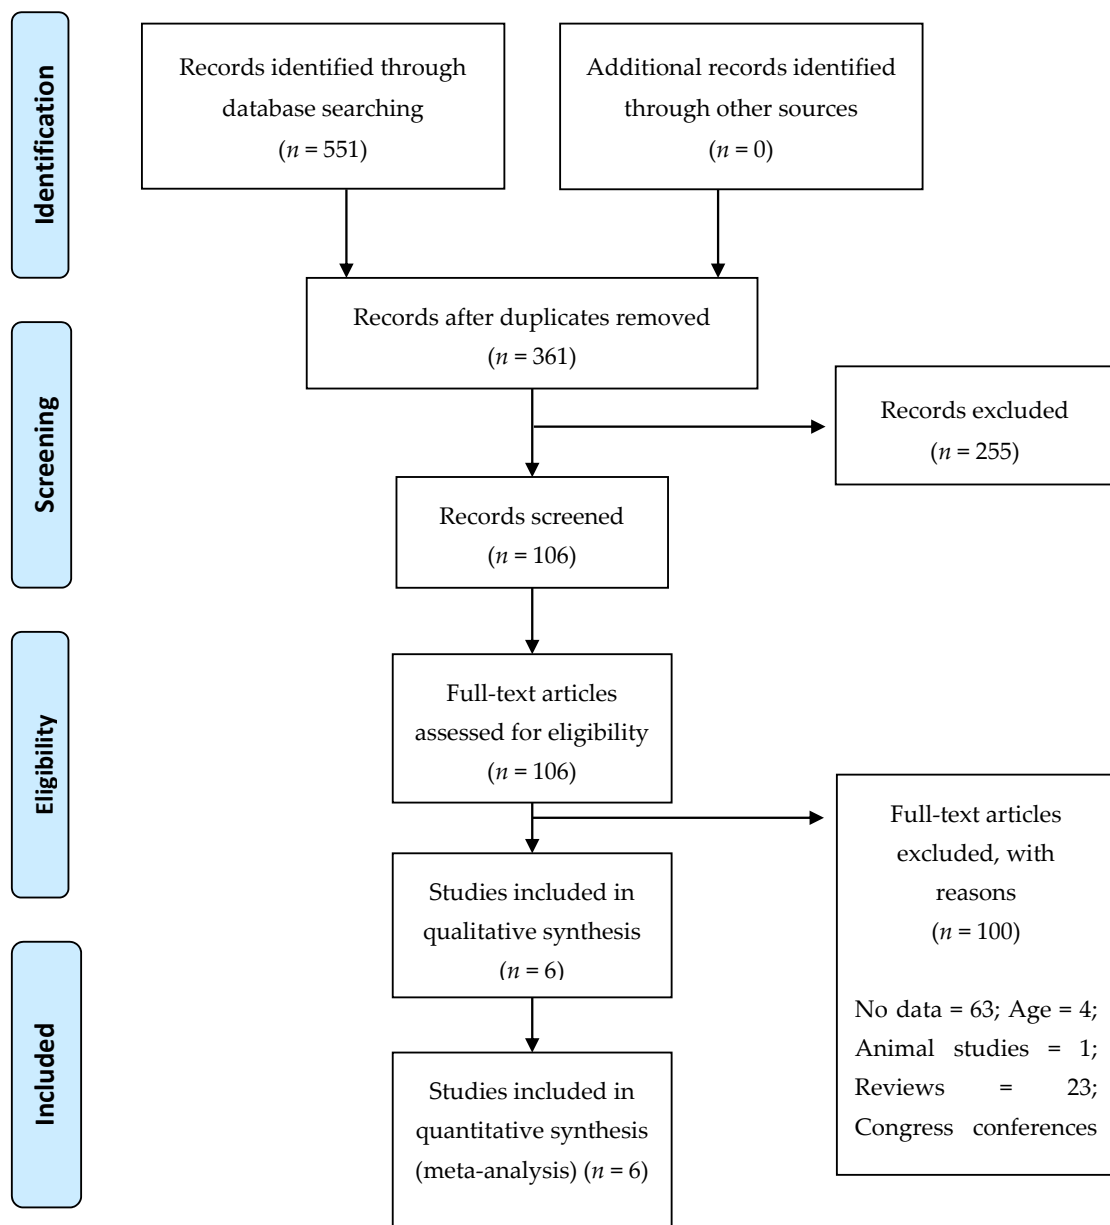 Identification
Records identified through
database searching
(n = 551)
Additional records identified
through other sources
(n = 0)
Records after duplicates removed
(n = 361)
Screening
Records excluded
(n = 255)
Records screened
(n = 106)
Eligibility
Full-text articles
assessed for eligibility
(n = 106)
Full-text articles
excluded, with
reasons
(n = 100)
No data = 63; Age = 4;
Animal studies = 1;
Reviews = 23;
Congress conferences
Studies included in
qualitative synthesis
(n = 6)
Included
Studies included in
quantitative synthesis
(meta-analysis) (n = 6)